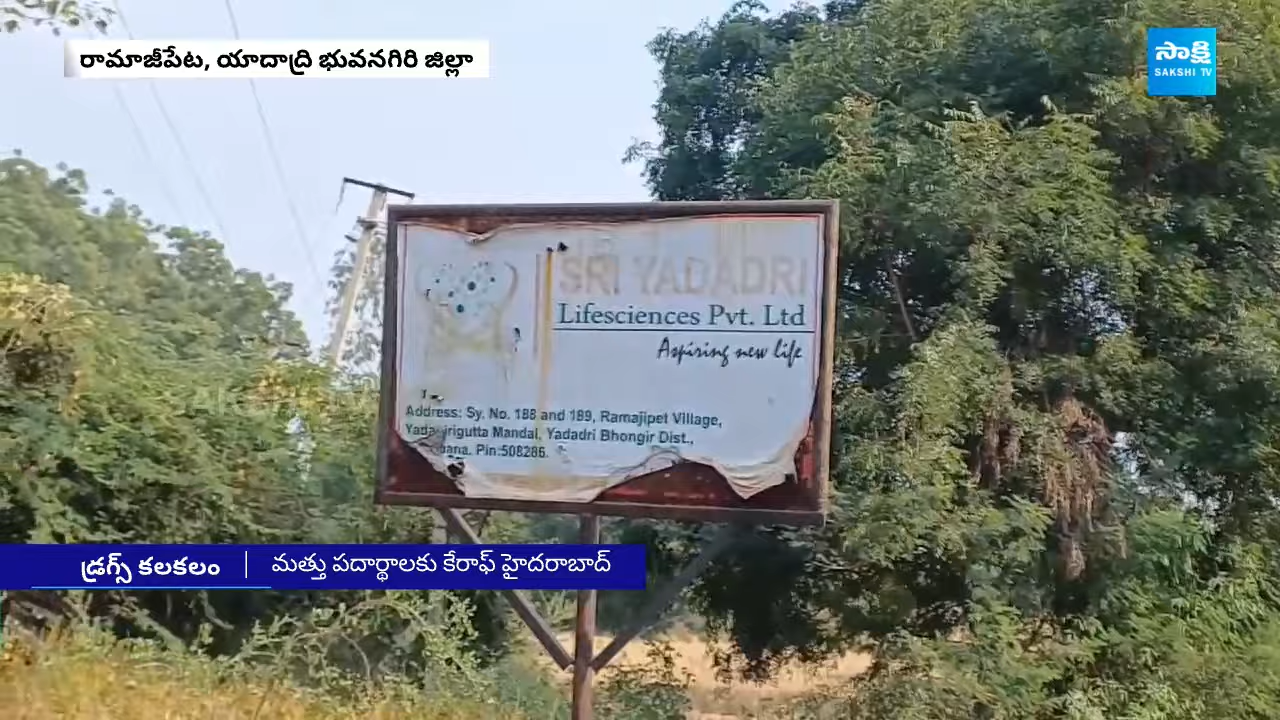 రామాజీపేట, యాదాద్రి భువనగిరి జిల్లా
సాక్షి
SAKSHI TV
SRI YADADRI
Lifesciences Pvt. Ltd
Aspiring new life
Address: Sy. No. 188 and 189, Ramajipet Village,
Mandal, Yadadri Bhongir Dist.,
Pin:508286.
డ్రగ్స్ కలకలం | మత్తు పదార్థాలకు కేరాఫ్ హైదరాబాద్